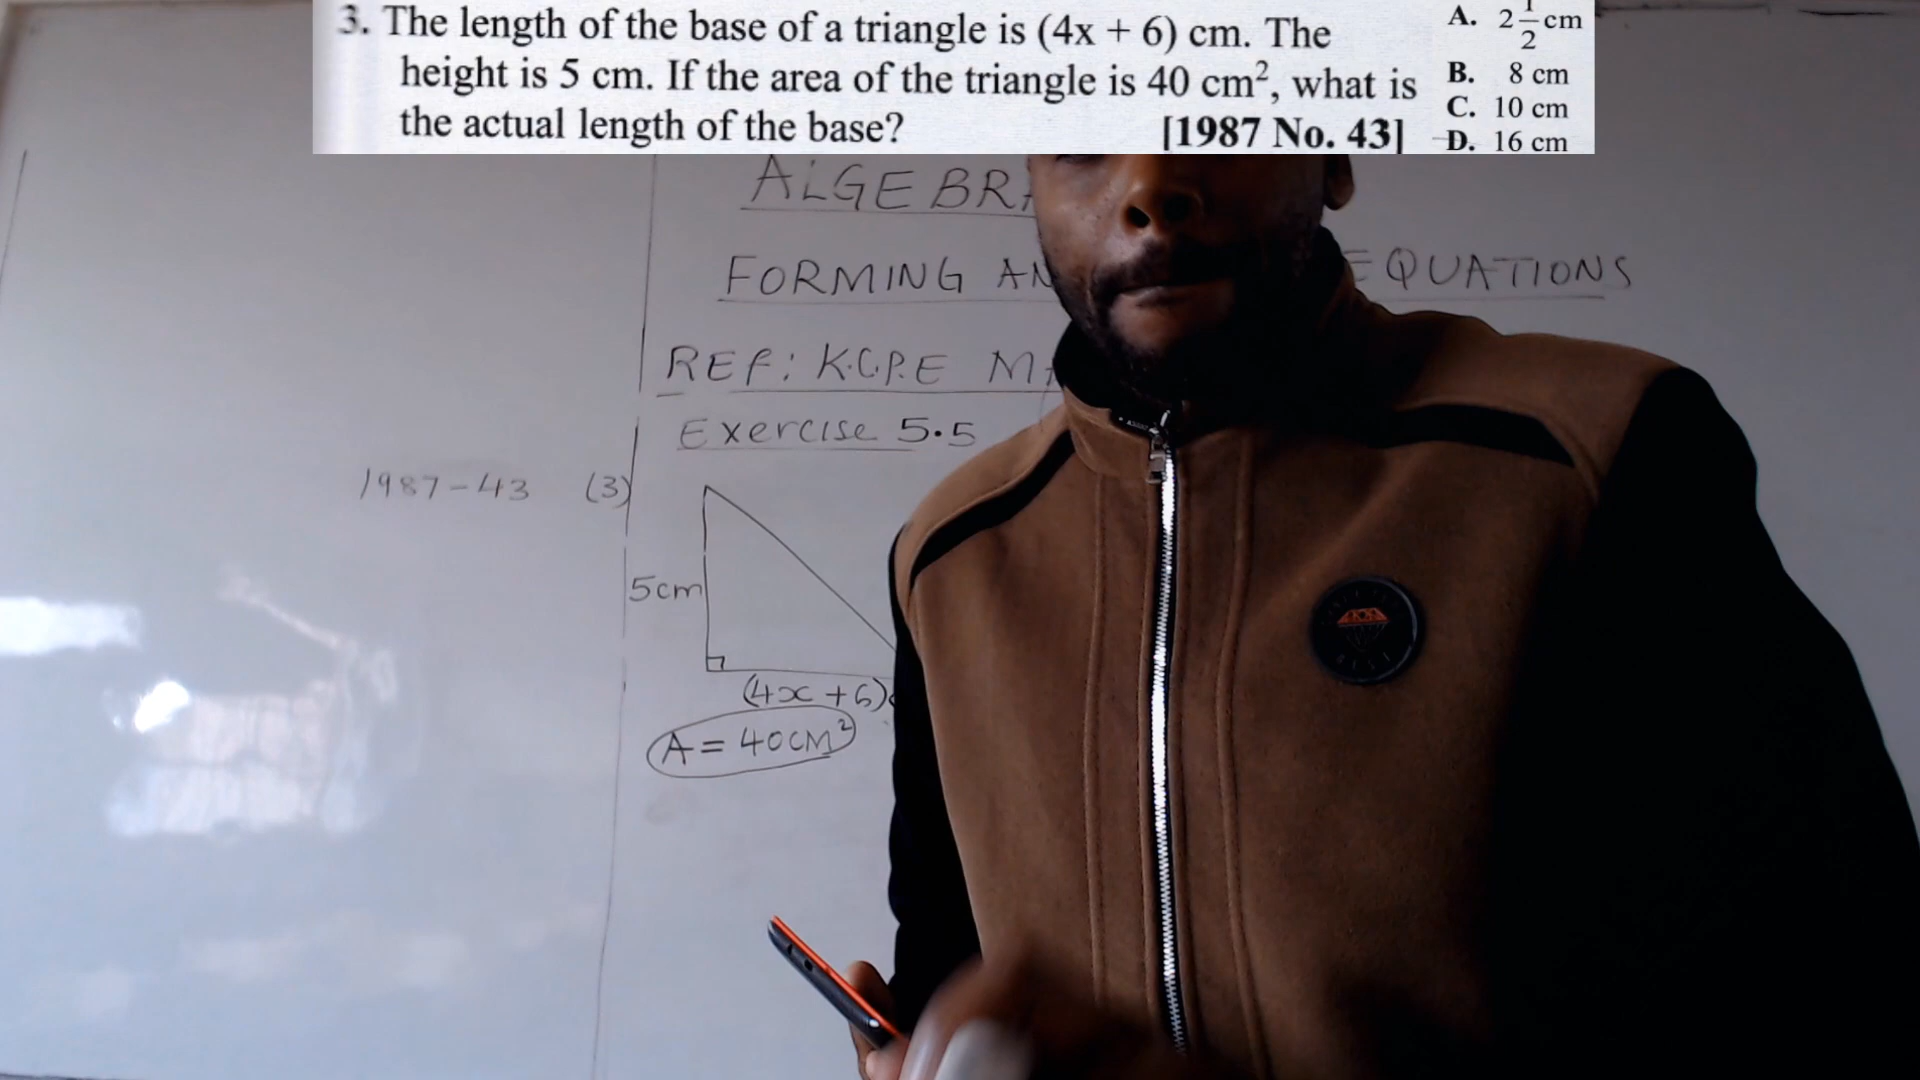 3. The length of the base of a triangle is (4x + 6) cm. The
height is 5 cm. If the area of the triangle is 40 cm², what is
the actual length of the base? [1987 No. 43]
A. 2 1/2 cm
B. 8 cm
C. 10 cm
D. 16 cm
ALGEBRA
FORMING AN EQUATIONS
REF: K.C.P.E MA
Exercise 5.5
1987-43 (3)
5cm
(4x+6)
A = 40cm²